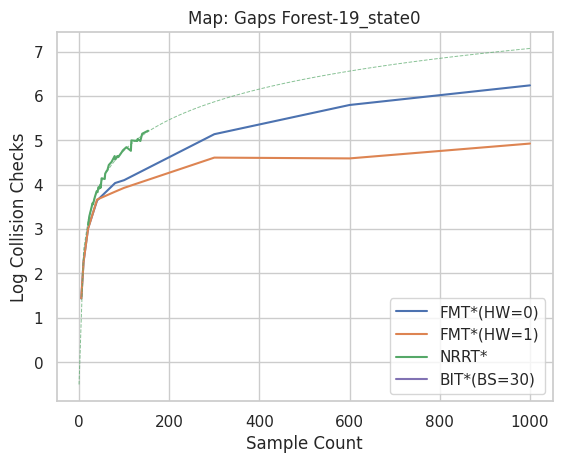 Map: Gaps Forest-19_state0
Log Collision Checks
7
6
5
4
3
2
1
0
0 200 400 600 800 1000
Sample Count
FMT*(HW=0)
FMT*(HW=1)
NRRT*
BIT*(BS=30)